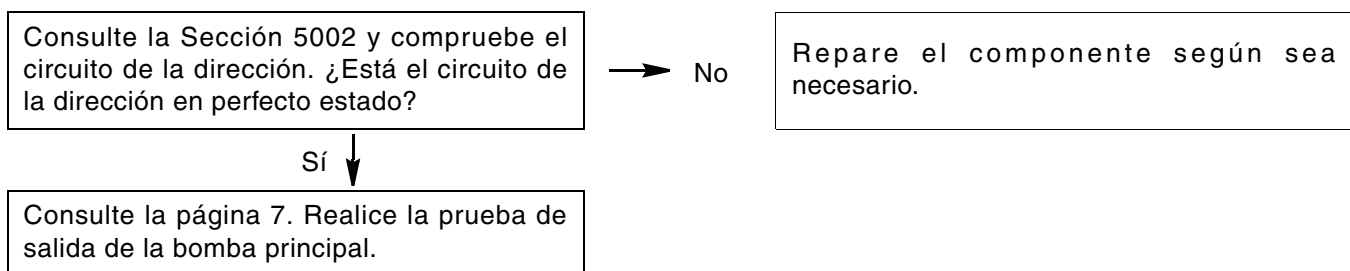 Consulte la Sección 5002 y compruebe el
circuito de la dirección. ¿Está el circuito de
la dirección en perfecto estado?
No
Repare el componente según sea
necesario.
Sí
Consulte la página 7. Realice la prueba de
salida de la bomba principal.